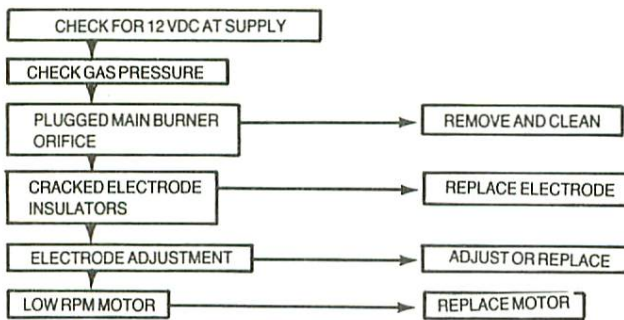 CHECK FOR 12 VDC AT SUPPLY
CHECK GAS PRESSURE
PLUGGED MAIN BURNER
ORIFICE
REMOVE AND CLEAN
CRACKED ELECTRODE
INSULATORS
REPLACE ELECTRODE
ELECTRODE ADJUSTMENT
ADJUST OR REPLACE
LOW RPM MOTOR
REPLACE MOTOR